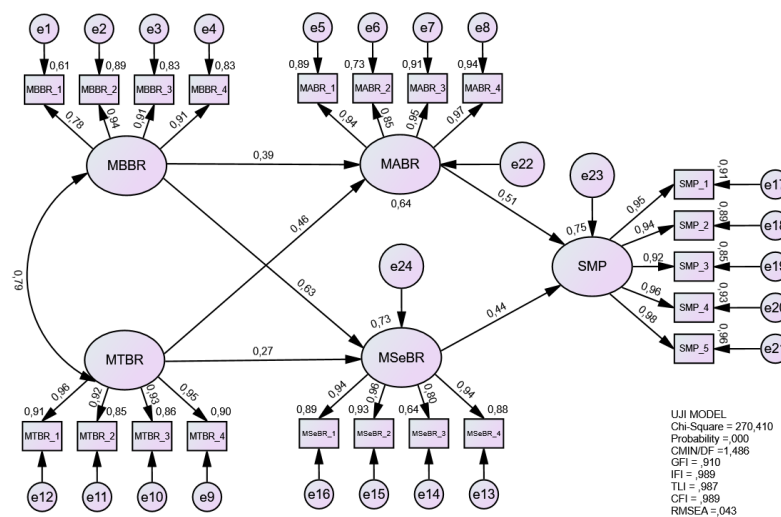 e1 e2 e3 e4 e5 e6 e7 e8
0,61 0,89 0,83 0,83 0,89 0,73 0,91 0,94
MBBR_1 MBBR_2 MBBR_3 MBBR_4 MABR_1 MABR_2 MABR_3 MABR_4
0,78 0,94 0,91 0,91 0,94 0,85 0,95 0,97
MBBR 0,39 MABR e22
0,64
e23
0,51
0,75
SMP
0,95 SMP_1 0,91 e17
0,94 SMP_2 0,89 e18
0,92 SMP_3 0,85 e19
0,96 SMP_4 0,93 e20
0,98 SMP_5 0,96 e21
0,46
0,63
0,79
e24
0,73
0,44
MTBR 0,27 MSeBR
0,96 0,92 0,93 0,95 0,94 0,96 0,80 0,94
0,91 0,85 0,86 0,90 0,89 0,93 0,64 0,88
MTBR_1 MTBR_2 MTBR_3 MTBR_4 MSeBR_1 MSeBR_2 MSeBR_3 MSeBR_4
e12 e11 e10 e9 e16 e15 e14 e13
UJI MODEL
Chi-Square = 270,410
Probability =,000
CMIN/DF =1,486
GFI = ,910
IFI = ,989
TLI = ,987
CFI = ,989
RMSEA =,043